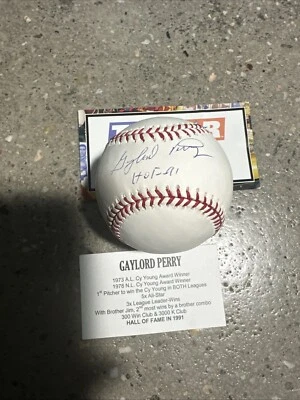 Gaylord Perry
HOF-91
GAYLORD PERRY
1973 A.L. Cy Young Award Winner
1978 N.L. Cy Young Award Winner
1st Pitcher to win the Cy Young in BOTH Leagues
5x All-Star
3x League Leader-Wins
With Brother Jim, 2nd most wins by a brother combo
300 Win Club & 3000 K Club
HALL OF FAME IN 1991